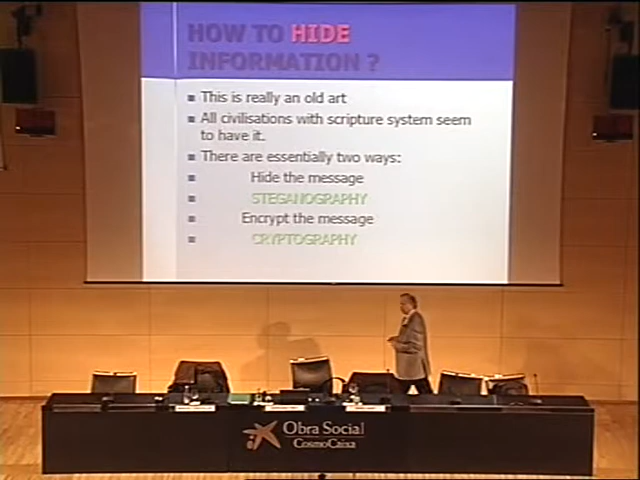 HOW TO HIDE
INFORMATION ?
This is really an old art
All civilisations with scripture system seem
to have it.
There are essentially two ways:
Hide the message
STEGANOGRAPHY
Encrypt the message
CRYPTOGRAPHY
Obra Social
CosmoCaixa